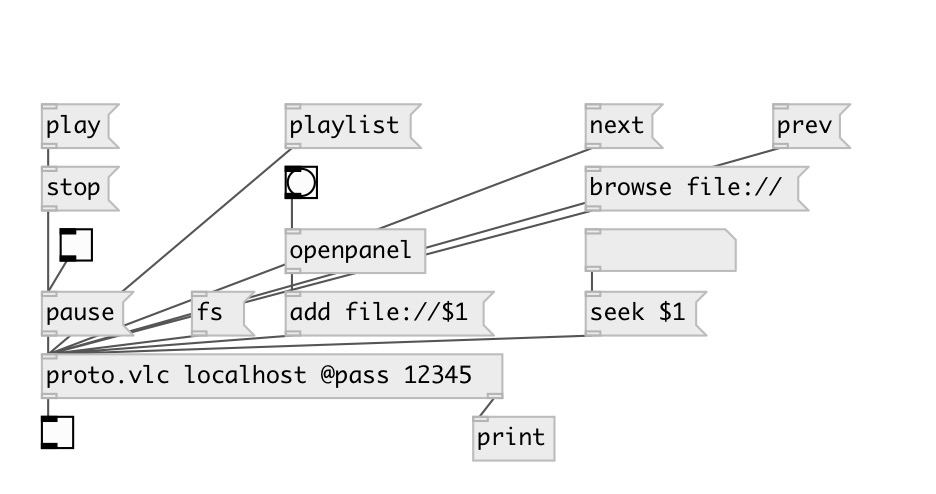 play
playlist
next
prev
stop
browse file://
openpanel
pause
fs
add file://$1
seek $1
proto.vlc localhost @pass 12345
print